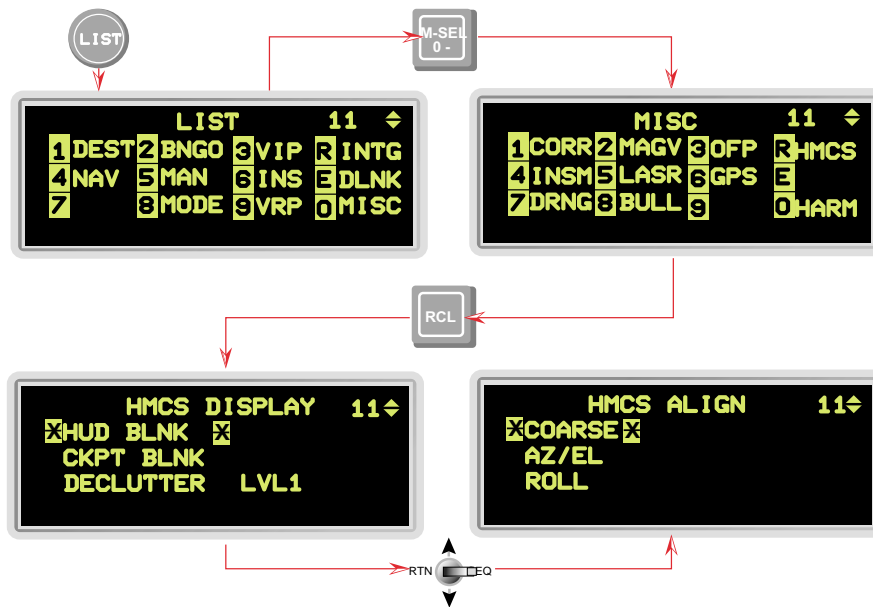 LIST
M-SEL
0 -
LIST 11
1 DEST 2 BNGO 3 VIP R INTG
4 NAV 5 MAN 6 INS E DLNK
7 8 MODE 9 VRP 0 MISC
MISC 11
1 CORR 2 MAGV 3 OFP R HMCS
4 INSM 5 LASR 6 GPS E
7 DRNG 8 BULL 9 0 HARM
RCL
HMCS DISPLAY 11
*HUD BLNK *
CKPT BLNK
DECLUTTER LVL1
HMCS ALIGN 11
*COARSE*
AZ/EL
ROLL
RTN